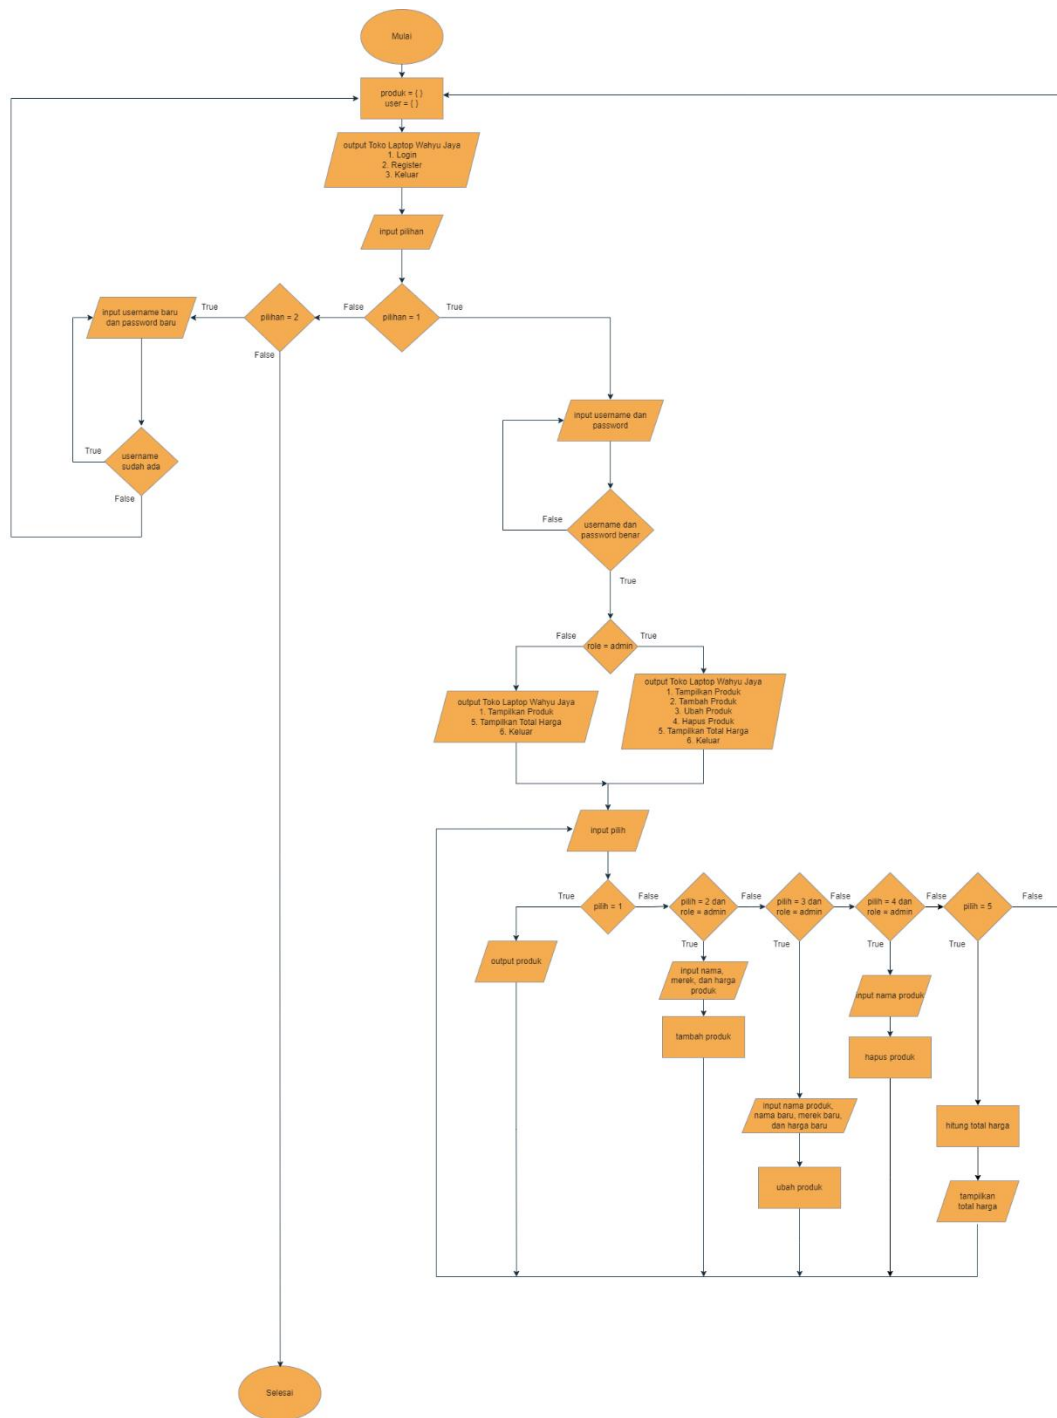 Mulai
produk = { }
user = { }
output Toko Laptop Wahyu Jaya
1. Login
2. Register
3. Keluar
input pilihan
pilihan = 1
False
True
pilihan = 2
True
False
input username baru
dan password baru
username
sudah ada
True
False
input username dan
password
username dan
password benar
False
True
role = admin
False
True
output Toko Laptop Wahyu Jaya
1. Tampilkan Produk
5. Tampilkan Total Harga
6. Keluar
output Toko Laptop Wahyu Jaya
1. Tampilkan Produk
2. Tambah Produk
3. Ubah Produk
4. Hapus Produk
5. Tampilkan Total Harga
6. Keluar
input pilih
pilih = 1
True
False
pilih = 2 dan
role = admin
False
True
pilih = 3 dan
role = admin
False
True
pilih = 4 dan
role = admin
False
True
pilih = 5
False
True
output produk
input nama,
merek, dan harga
produk
tambah produk
input nama produk,
nama baru, merek baru,
dan harga baru
ubah produk
input nama produk
hapus produk
hitung total harga
tampilkan
total harga
Selesai